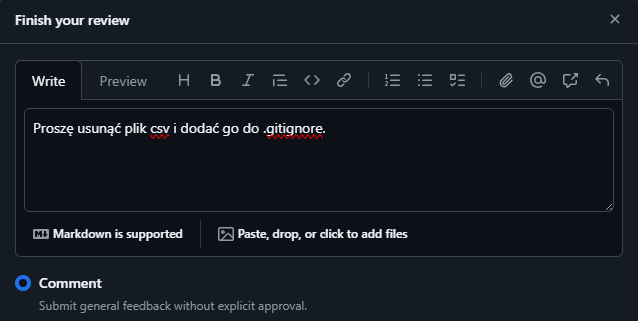 Finish your review
Write
Preview
Proszę usunąć plik csv i dodać go do .gitignore.
Markdown is supported
Paste, drop, or click to add files
Comment
Submit general feedback without explicit approval.